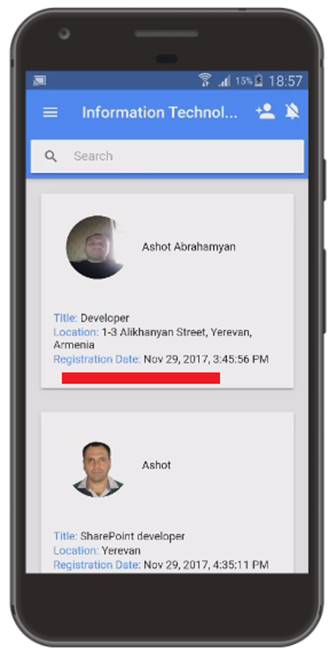 15% 18:57
Information Technol...
Search
Ashot Abrahamyan
Title: Developer
Location: 1-3 Alikhanyan Street, Yerevan,
Armenia
Registration Date: Nov 29, 2017, 3:45:56 PM
Ashot
Title: SharePoint developer
Location: Yerevan
Registration Date: Nov 29, 2017, 4:35:11 PM